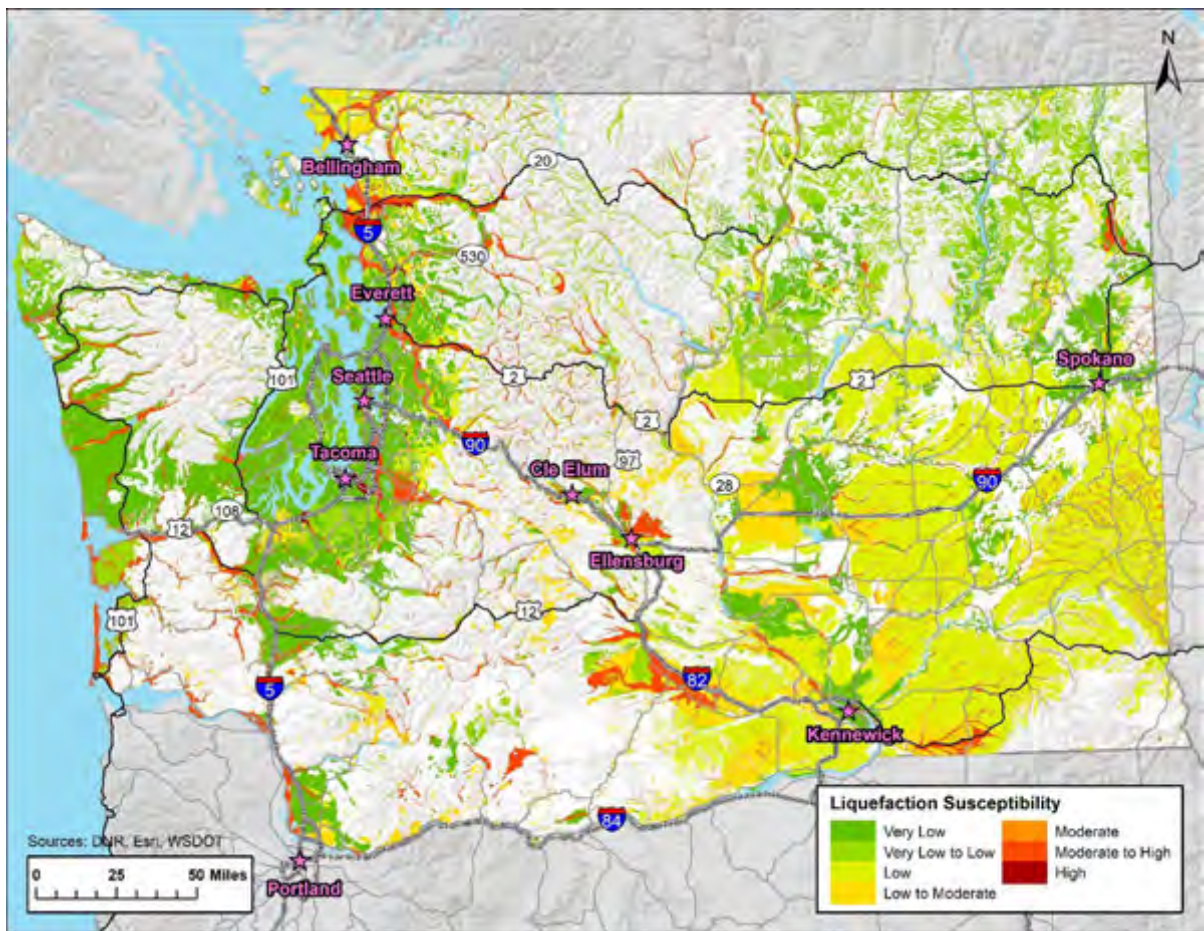 N
Bellingham
20
5
530
Everett
101
Seattle
2
Spokane
2
2
90
97
Tacoma
Cle Elum
28
90
108
12
Ellensburg
12
101
82
5
Kennewick
84
Portland
Sources: DNR, Esri, WSDOT
0 25 50 Miles
Liquefaction Susceptibility
Very Low
Very Low to Low
Low
Low to Moderate
Moderate
Moderate to High
High